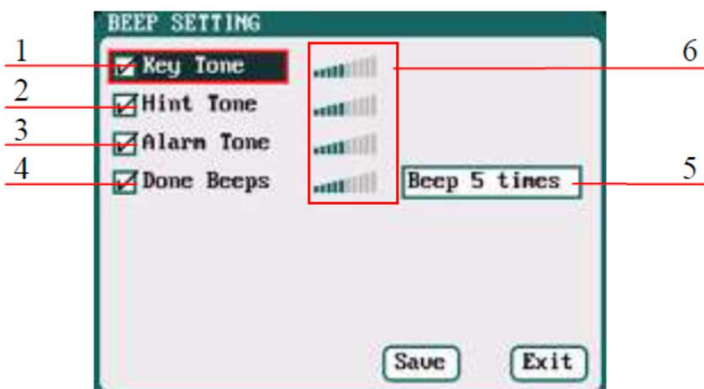 BEEP SETTING
1 Key Tone 6
2 Hint Tone
3 Alarm Tone
4 Done Beeps Beep 5 times 5
Save Exit